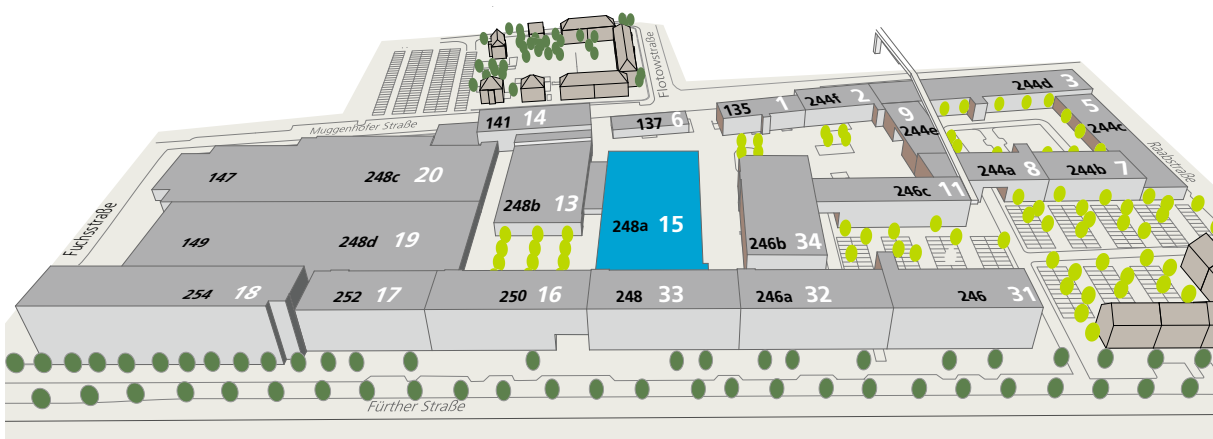 Flotowstraße
244d 3
135 1
244f 2
5
141 14
137 6
9
244e
244c
Muggenhofer Straße
Raabstraße
147
248c 20
244a 8
244b 7
246c 11
248b 13
Fuchsstraße
248a 15
149
248d 19
246b 34
254 18
252 17
250 16
248 33
246a 32
246 31
Fürther Straße